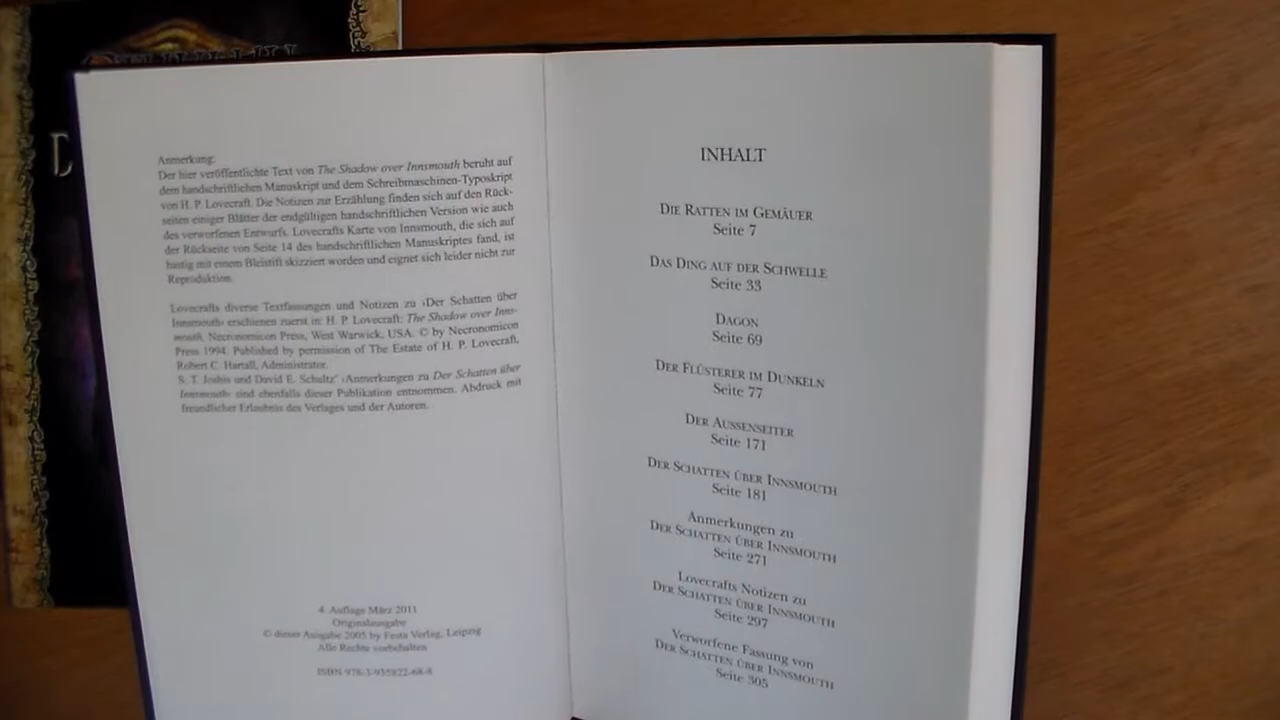 Anmerkung:
Der hier veröffentlichte Text von The Shadow over Innsmouth beruht auf
dem handschriftlichen Manuskript und dem Schreibmaschinen-Typoskript
von H. P. Lovecraft. Die Notizen zur Erzählung finden sich auf den Rück-
seiten einiger Blätter der endgültigen handschriftlichen Version wie auch
des verworfenen Entwurfs. Lovecrafts Karte von Innsmouth, die sich auf
der Rückseite von Seite 14 des handschriftlichen Manuskriptes fand, ist
hastig mit einem Bleistift skizziert worden und eignet sich leider nicht zur
Reproduktion.
Lovecrafts diverse Textfassungen und Notizen zu ›Der Schatten über
Innsmouth‹ erschienen zuerst in: H. P. Lovecraft: The Shadow over Inns-
mouth, Necronomicon Press, West Warwick, USA. © by Necronomicon
Press 1994. Published by permission of The Estate of H. P. Lovecraft,
Robert C. Harrall, Administrator.
S. T. Joshis und David E. Schultz' ›Anmerkungen zu Der Schatten über
Innsmouth‹ sind ebenfalls dieser Publikation entnommen. Abdruck mit
freundlicher Erlaubnis des Verlages und der Autoren.
4. Auflage März 2011
Originalausgabe
© dieser Ausgabe 2005 by Festa Verlag, Leipzig
Alle Rechte vorbehalten
ISBN 978-3-935822-68-8
INHALT
DIE RATTEN IM GEMÄUER
Seite 7
DAS DING AUF DER SCHWELLE
Seite 33
DAGON
Seite 69
DER FLÜSTERER IM DUNKELN
Seite 77
DER AUSSENSEITER
Seite 171
DER SCHATTEN ÜBER INNSMOUTH
Seite 181
Anmerkungen zu
DER SCHATTEN ÜBER INNSMOUTH
Seite 271
Lovecrafts Notizen zu
DER SCHATTEN ÜBER INNSMOUTH
Seite 297
Verworfene Fassung von
DER SCHATTEN ÜBER INNSMOUTH
Seite 305